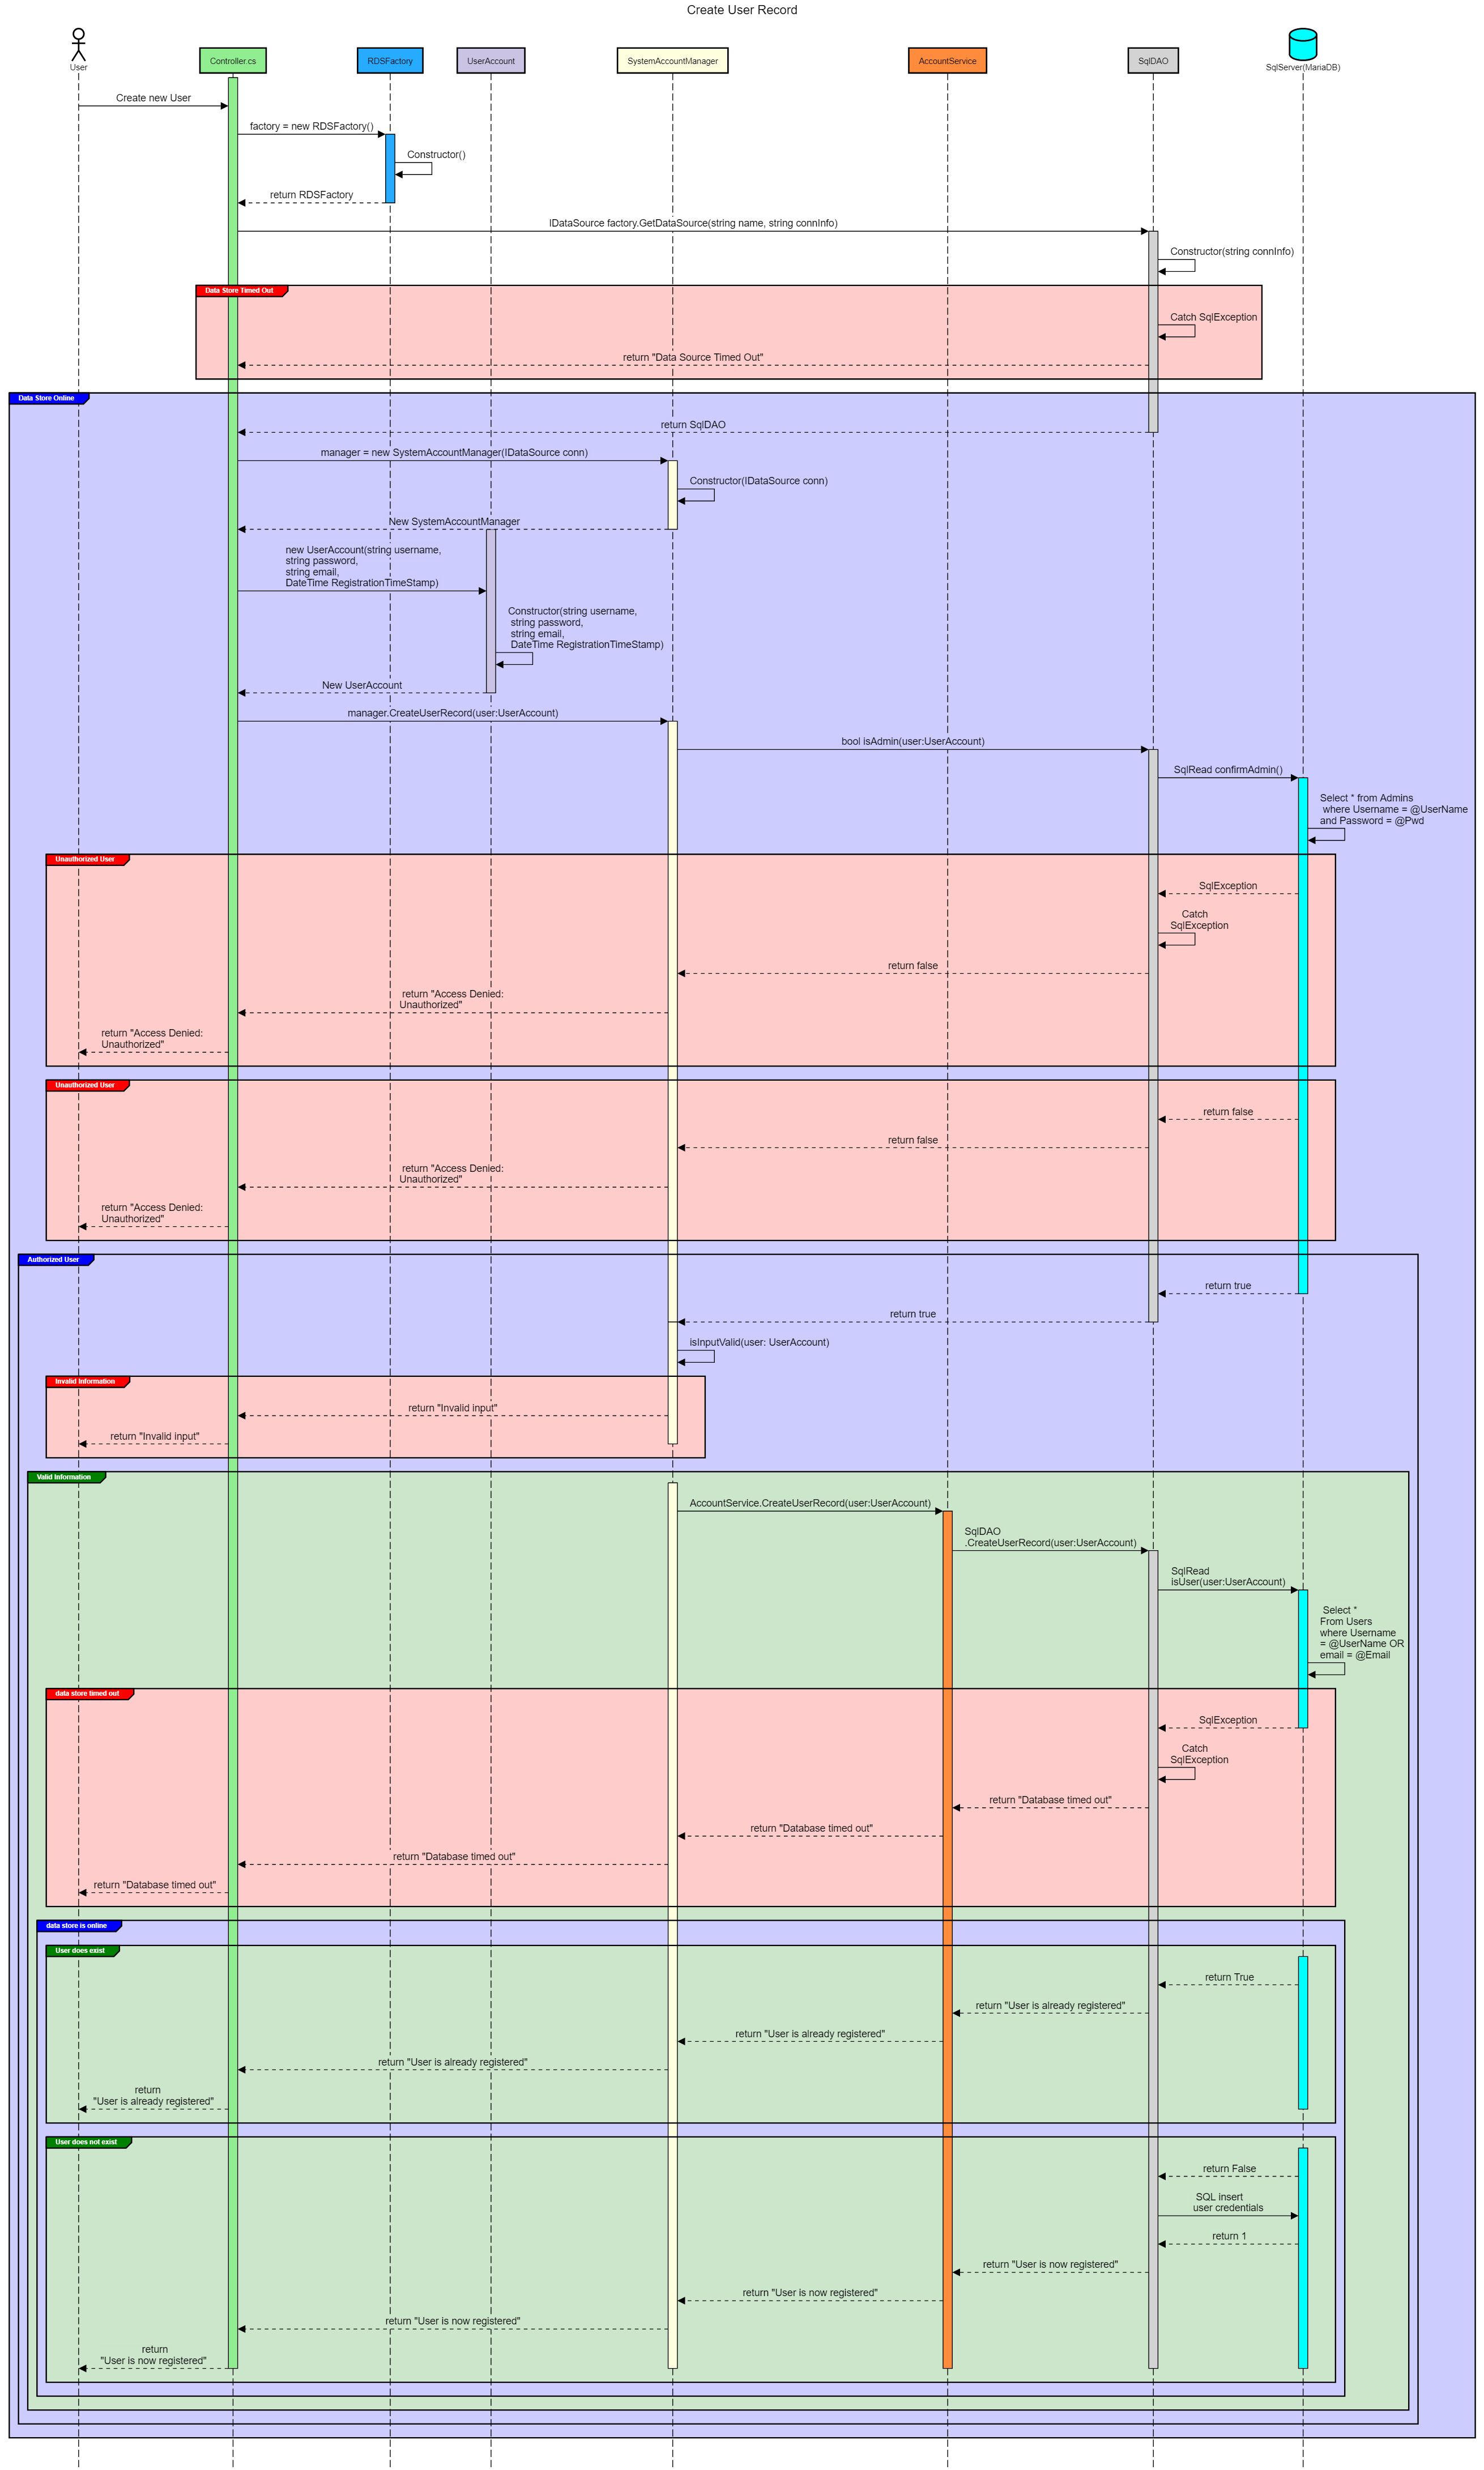 Create User Record
User
Controller.cs
RDSFactory
UserAccount
SystemAccountManager
AccountService
SqlDAO
SqlServer(MariaDB)
Create new User
factory = new RDSFactory()
Constructor()
return RDSFactory
IDataSource factory.GetDataSource(string name, string connInfo)
Constructor(string connInfo)
Data Store Timed Out
Catch SqlException
return "Data Source Timed Out"
Data Store Online
return SqlDAO
manager = new SystemAccountManager(IDataSource conn)
Constructor(IDataSource conn)
New SystemAccountManager
new UserAccount(string username,
string password,
string email,
DateTime RegistrationTimeStamp)
Constructor(string username,
string password,
string email,
DateTime RegistrationTimeStamp)
New UserAccount
manager.CreateUserRecord(user:UserAccount)
bool isAdmin(user:UserAccount)
SqlRead confirmAdmin()
Select * from Admins
where Username = @UserName
and Password = @Pwd
Unauthorized User
SqlException
Catch
SqlException
return false
return "Access Denied:
Unauthorized"
return "Access Denied:
Unauthorized"
Unauthorized User
return false
return false
return "Access Denied:
Unauthorized"
return "Access Denied:
Unauthorized"
Authorized User
return true
return true
isInputValid(user: UserAccount)
Invalid Information
return "Invalid input"
return "Invalid input"
Valid Information
AccountService.CreateUserRecord(user:UserAccount)
SqlDAO
.CreateUserRecord(user:UserAccount)
SqlRead
isUser(user:UserAccount)
Select *
From Users
where Username
= @UserName OR
email = @Email
data store timed out
SqlException
Catch
SqlException
return "Database timed out"
return "Database timed out"
return "Database timed out"
return "Database timed out"
data store is online
User does exist
return True
return "User is already registered"
return "User is already registered"
return "User is already registered"
return
"User is already registered"
User does not exist
return False
SQL insert
user credentials
return 1
return "User is now registered"
return "User is now registered"
return "User is now registered"
return
"User is now registered"